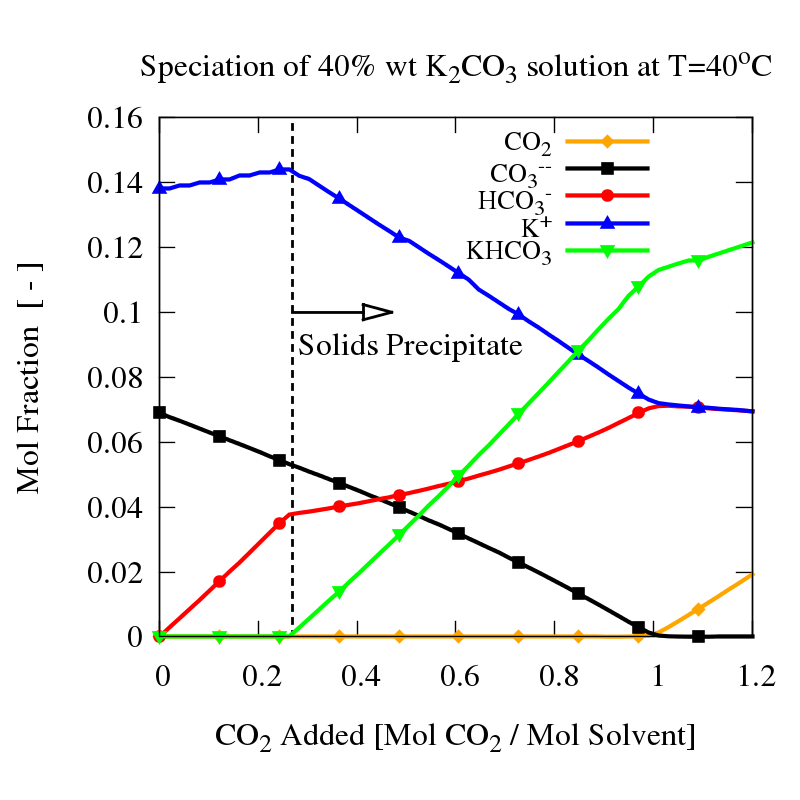 Speciation of 40% wt K₂CO₃ solution at T=40°C
0.16
0.14
0.12
0.1
0.08
0.06
0.04
0.02
0
Mol Fraction [ - ]
CO₂
CO₃⁻⁻
HCO₃⁻
K⁺
KHCO₃
Solids Precipitate
0 0.2 0.4 0.6 0.8 1 1.2
CO₂ Added [Mol CO₂ / Mol Solvent]